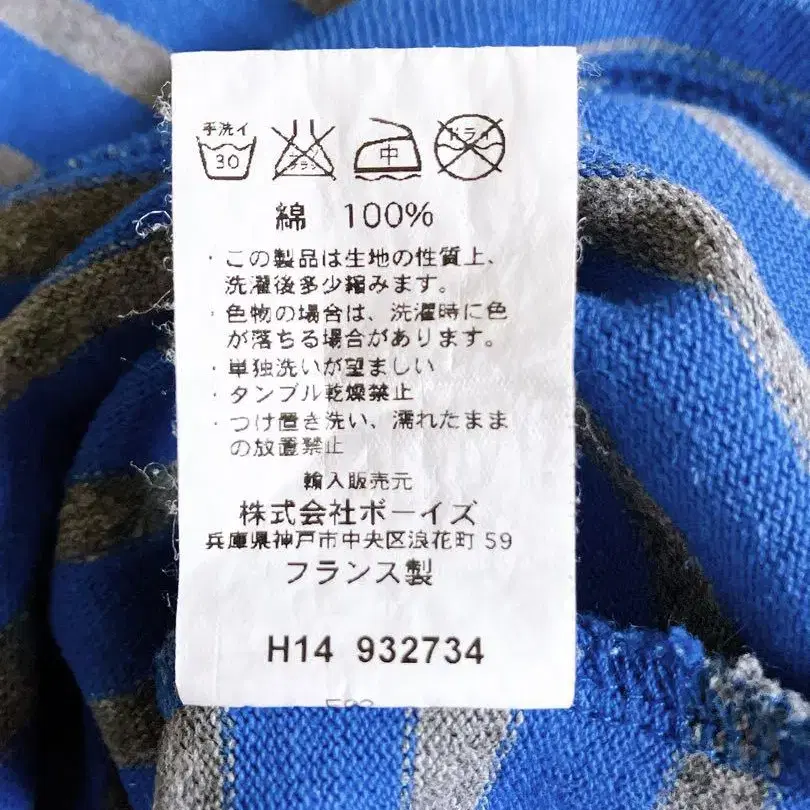 手洗イ
30
中
ドライ
綿 100%
・この製品は生地の性質上、
洗濯後多少縮みます。
・色物の場合は、洗濯時に色
が落ちる場合があります。
・単独洗いが望ましい
・タンブル乾燥禁止
・つけ置き洗い、濡れたまま
の放置禁止
輸入販売元
株式会社ボーイズ
兵庫県神戸市中央区浪花町 59
フランス製
H14 932734